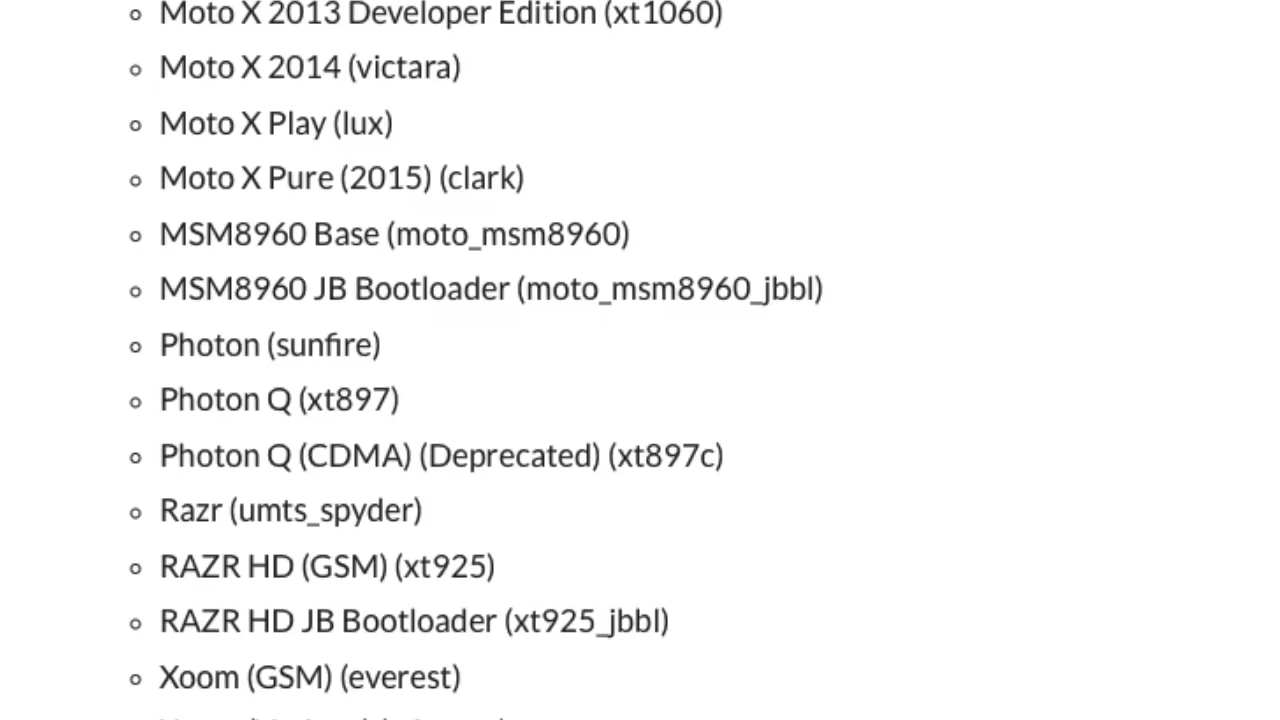 Moto X 2013 Developer Edition (xt1060)
Moto X 2014 (victara)
Moto X Play (lux)
Moto X Pure (2015) (clark)
MSM8960 Base (moto_msm8960)
MSM8960 JB Bootloader (moto_msm8960_jbbl)
Photon (sunfire)
Photon Q (xt897)
Photon Q (CDMA) (Deprecated) (xt897c)
Razr (umts_spyder)
RAZR HD (GSM) (xt925)
RAZR HD JB Bootloader (xt925_jbbl)
Xoom (GSM) (everest)